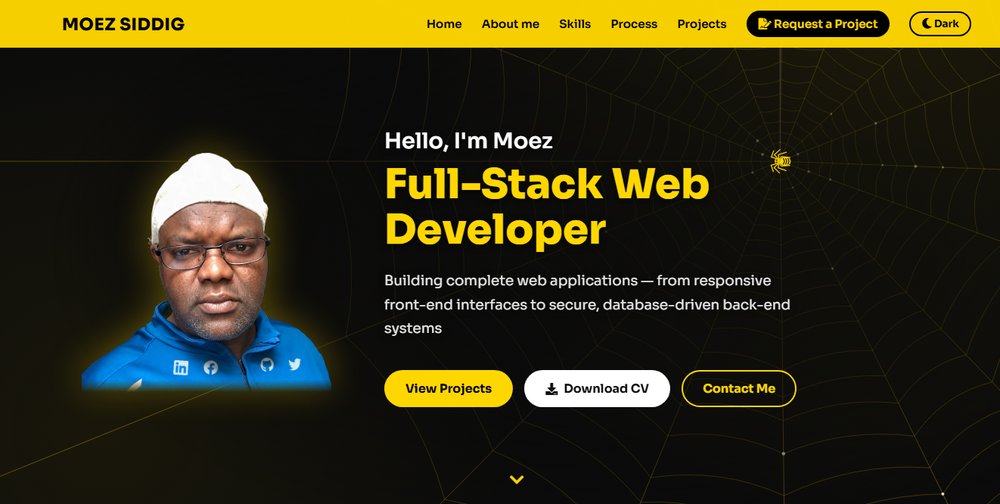 MOEZ SIDDIG
Home
About me
Skills
Process
Projects
Request a Project
Dark
Hello, I'm Moez
Full-Stack Web
Developer
Building complete web applications — from responsive
front-end interfaces to secure, database-driven back-end
systems
View Projects
Download CV
Contact Me